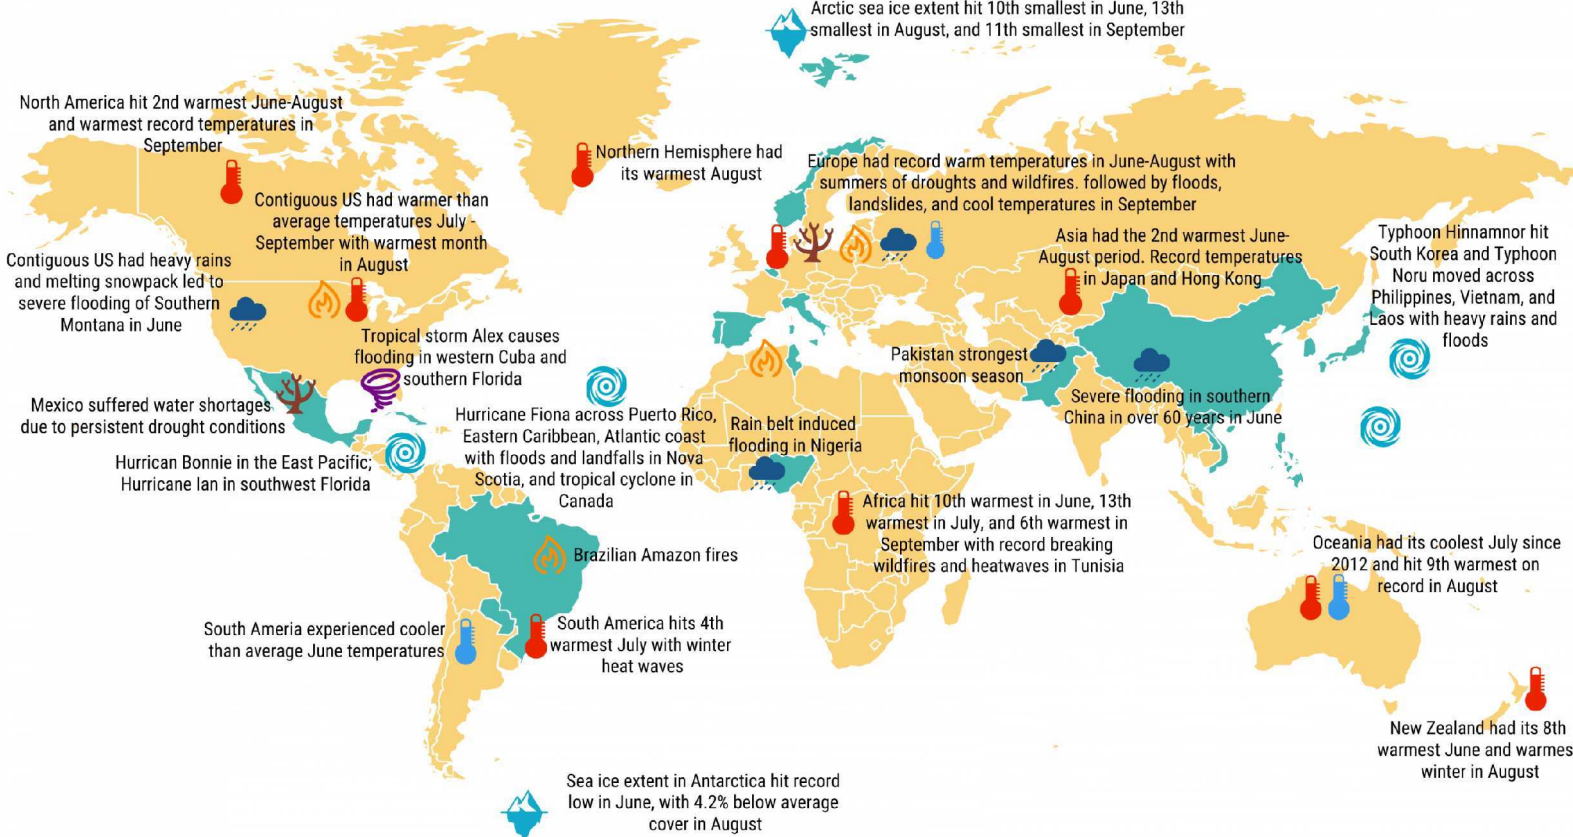 Arctic sea ice extent hit 10th smallest in June, 13th
smallest in August, and 11th smallest in September
North America hit 2nd warmest June-August
and warmest record temperatures in
September
Northern Hemisphere had
its warmest August
Europe had record warm temperatures in June-August with
summers of droughts and wildfires. followed by floods,
landslides, and cool temperatures in September
Contiguous US had warmer than
average temperatures July -
September with warmest month
in August
Contiguous US had heavy rains
and melting snowpack led to
severe flooding of Southern
Montana in June
Asia had the 2nd warmest June-
August period. Record temperatures
in Japan and Hong Kong
Typhoon Hinnamnor hit
South Korea and Typhoon
Noru moved across
Philippines, Vietnam, and
Laos with heavy rains and
floods
Tropical storm Alex causes
flooding in western Cuba and
southern Florida
Pakistan strongest
monsoon season
Severe flooding in southern
China in over 60 years in June
Mexico suffered water shortages
due to persistent drought conditions
Hurricane Fiona across Puerto Rico,
Eastern Caribbean, Atlantic coast
with floods and landfalls in Nova
Scotia, and tropical cyclone in
Canada
Rain belt induced
flooding in Nigeria
Hurrican Bonnie in the East Pacific;
Hurricane Ian in southwest Florida
Africa hit 10th warmest in June, 13th
warmest in July, and 6th warmest in
September with record breaking
wildfires and heatwaves in Tunisia
Brazilian Amazon fires
Oceania had its coolest July since
2012 and hit 9th warmest on
record in August
South Ameria experienced cooler
than average June temperatures
South America hits 4th
warmest July with winter
heat waves
New Zealand had its 8th
warmest June and warmes
winter in August
Sea ice extent in Antarctica hit record
low in June, with 4.2% below average
cover in August